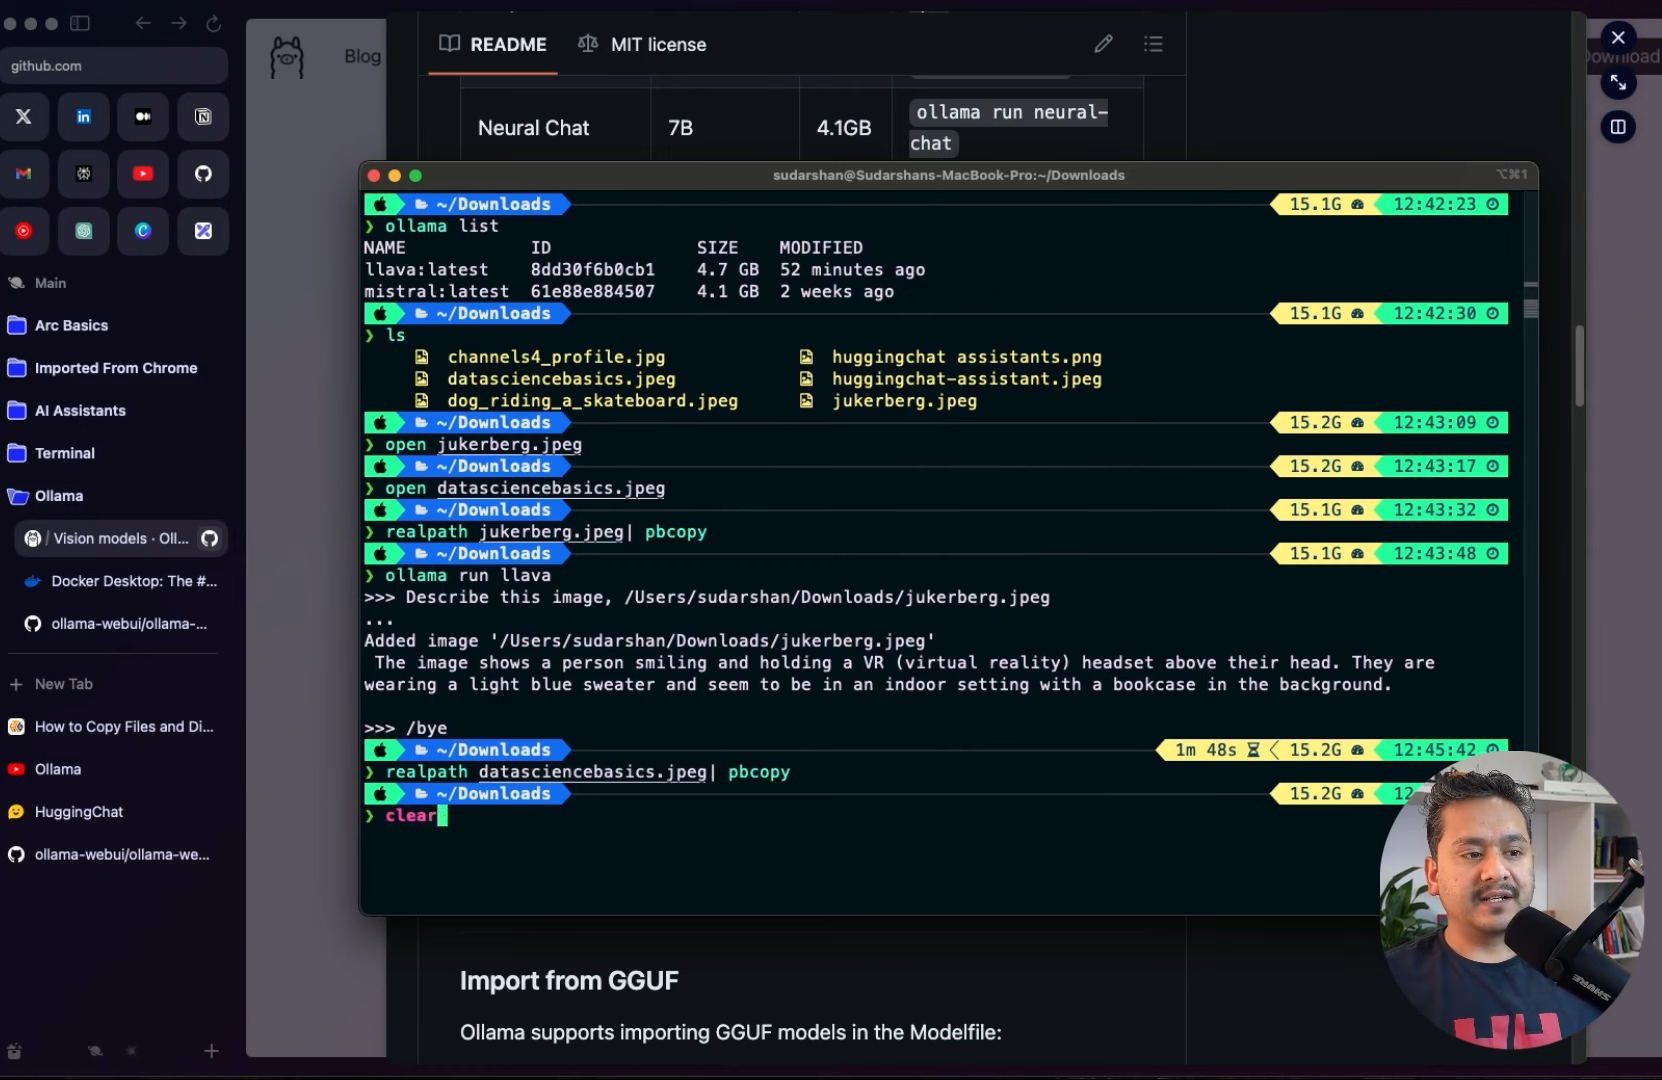 README
MIT license
github.com
Blog
Download
Neural Chat 7B 4.1GB ollama run neural-
chat
sudarshan@Sudarshans-MacBook-Pro:~/Downloads
⌥⌘1
~/Downloads 15.1G 12:42:23
❯ ollama list
NAME ID SIZE MODIFIED
llava:latest 8dd30f6b0cb1 4.7 GB 52 minutes ago
mistral:latest 61e88e884507 4.1 GB 2 weeks ago
~/Downloads 15.1G 12:42:30
❯ ls
channels4_profile.jpg huggingchat assistants.png
datasciencebasics.jpeg huggingchat-assistant.jpeg
dog_riding_a_skateboard.jpeg jukerberg.jpeg
~/Downloads 15.2G 12:43:09
❯ open jukerberg.jpeg
~/Downloads 15.2G 12:43:17
❯ open datasciencebasics.jpeg
~/Downloads 15.1G 12:43:32
❯ realpath jukerberg.jpeg| pbcopy
~/Downloads 15.1G 12:43:48
❯ ollama run llava
>>> Describe this image, /Users/sudarshan/Downloads/jukerberg.jpeg
...
Added image '/Users/sudarshan/Downloads/jukerberg.jpeg'
The image shows a person smiling and holding a VR (virtual reality) headset above their head. They are
wearing a light blue sweater and seem to be in an indoor setting with a bookcase in the background.
>>> /bye
~/Downloads 1m 48s 15.2G 12:45:42
❯ realpath datasciencebasics.jpeg| pbcopy
~/Downloads 15.2G 12
❯ clear
Main
Arc Basics
Imported From Chrome
AI Assistants
Terminal
Ollama
/ Vision models · Oll...
Docker Desktop: The #...
ollama-webui/ollama-...
+ New Tab
How to Copy Files and Di...
Ollama
HuggingChat
ollama-webui/ollama-we...
Import from GGUF
Ollama supports importing GGUF models in the Modelfile:
SHURE